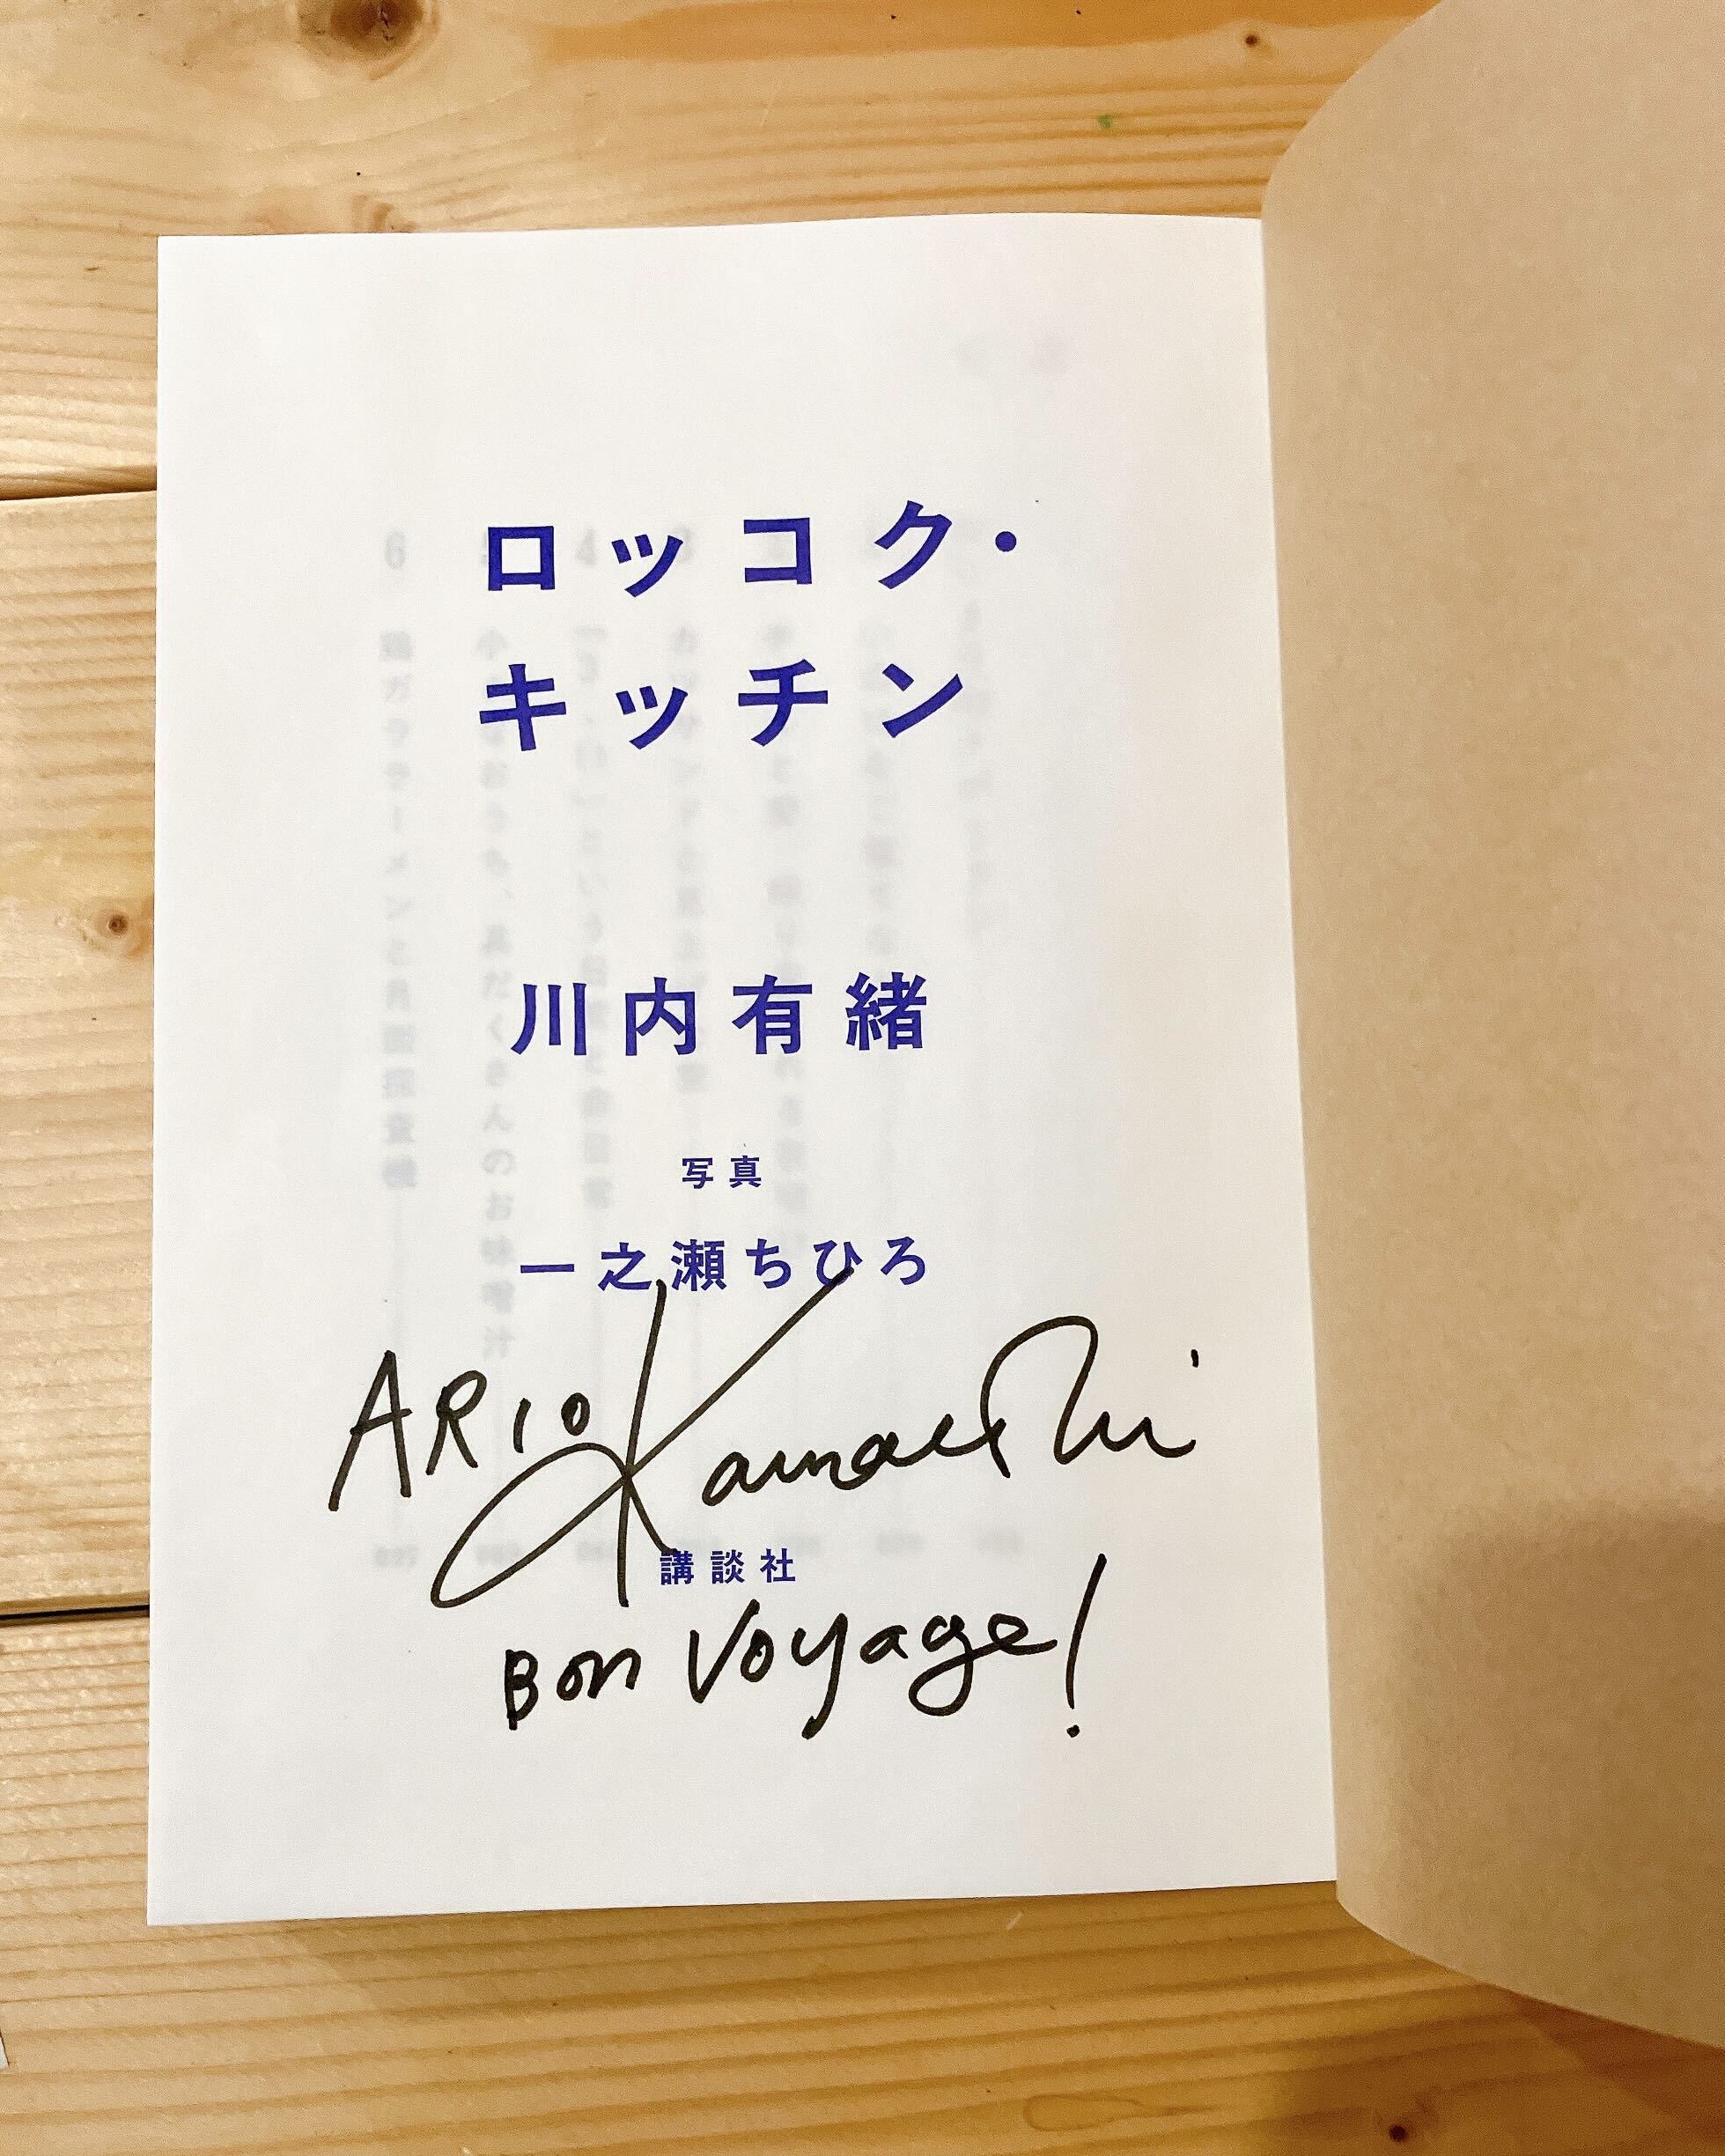 ロッコク・
キッチン
川内有緒
写真
一之瀬ちひろ
ARIO Kawauchi
講談社
Bon Voyage!